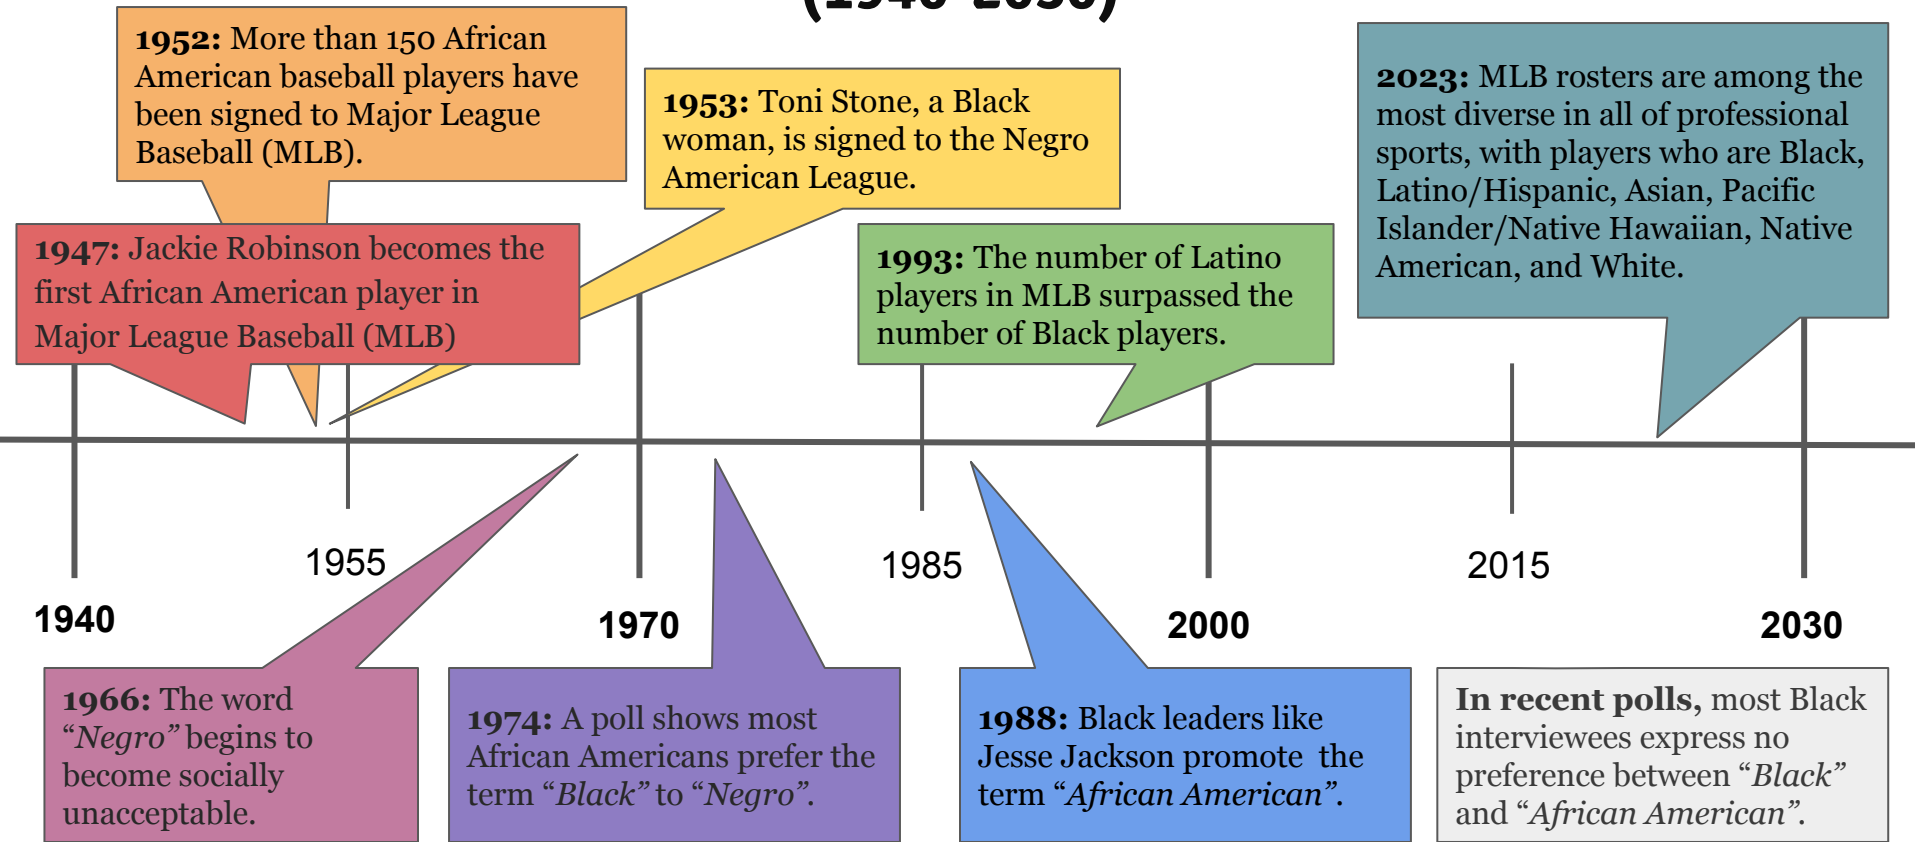 (1940-2030)
1952: More than 150 African
American baseball players have
been signed to Major League
Baseball (MLB).
1953: Toni Stone, a Black
woman, is signed to the Negro
American League.
2023: MLB rosters are among the
most diverse in all of professional
sports, with players who are Black,
Latino/Hispanic, Asian, Pacific
Islander/Native Hawaiian, Native
American, and White.
1947: Jackie Robinson becomes the
first African American player in
Major League Baseball (MLB)
1993: The number of Latino
players in MLB surpassed the
number of Black players.
1955
1985
2015
1940
1970
2000
2030
1966: The word
“Negro” begins to
become socially
unacceptable.
1974: A poll shows most
African Americans prefer the
term “Black” to “Negro”.
1988: Black leaders like
Jesse Jackson promote the
term “African American”.
In recent polls, most Black
interviewees express no
preference between “Black”
and “African American”.